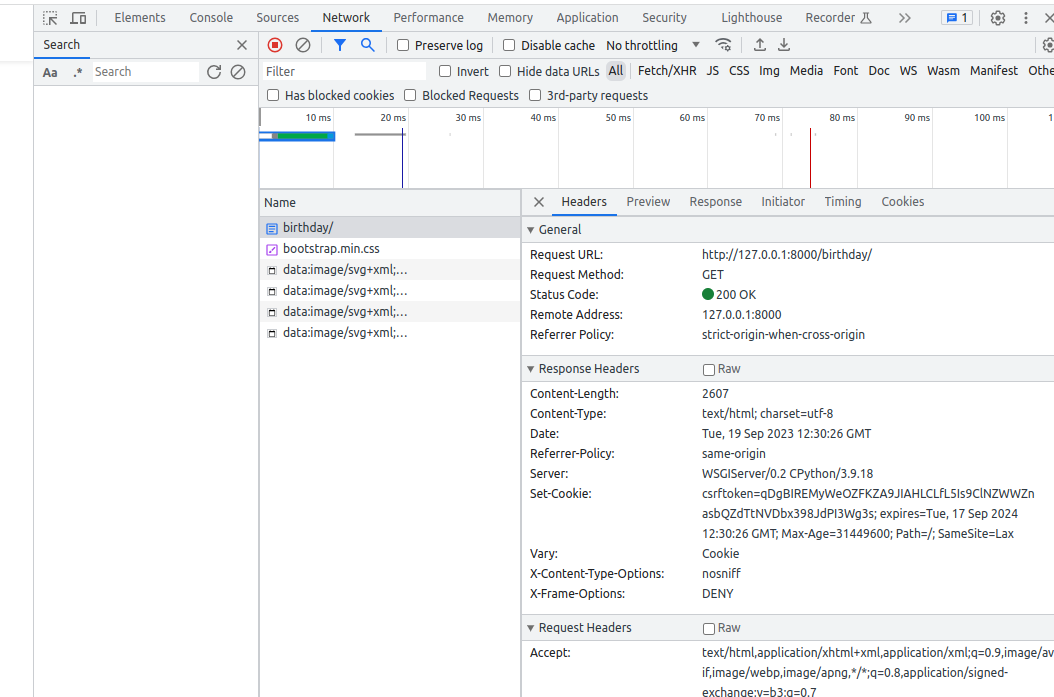 Elements Console Sources Network Performance Memory Application Security Lighthouse Recorder 1
Search
Preserve log Disable cache No throttling
Aa .* Search
Filter Invert Hide data URLs All Fetch/XHR JS CSS Img Media Font Doc WS Wasm Manifest Othe
Has blocked cookies Blocked Requests 3rd-party requests
10 ms 20 ms 30 ms 40 ms 50 ms 60 ms 70 ms 80 ms 90 ms 100 ms 1
Name
birthday/
bootstrap.min.css
data:image/svg+xml;…
data:image/svg+xml;…
data:image/svg+xml;…
data:image/svg+xml;…
Headers Preview Response Initiator Timing Cookies
General
Request URL: http://127.0.0.1:8000/birthday/
Request Method: GET
Status Code: 200 OK
Remote Address: 127.0.0.1:8000
Referrer Policy: strict-origin-when-cross-origin
Response Headers Raw
Content-Length: 2607
Content-Type: text/html; charset=utf-8
Date: Tue, 19 Sep 2023 12:30:26 GMT
Referrer-Policy: same-origin
Server: WSGIServer/0.2 CPython/3.9.18
Set-Cookie: csrftoken=qDgBIREMyWeOZFKZA9JIAHLCLfL5Is9ClNZWWZn
asbQZdTtNVDbx398JdPI3Wg3s; expires=Tue, 17 Sep 2024
12:30:26 GMT; Max-Age=31449600; Path=/; SameSite=Lax
Vary: Cookie
X-Content-Type-Options: nosniff
X-Frame-Options: DENY
Request Headers Raw
Accept: text/html,application/xhtml+xml,application/xml;q=0.9,image/av
if,image/webp,image/apng,*/*;q=0.8,application/signed-
exchange;v=b3;q=0.7